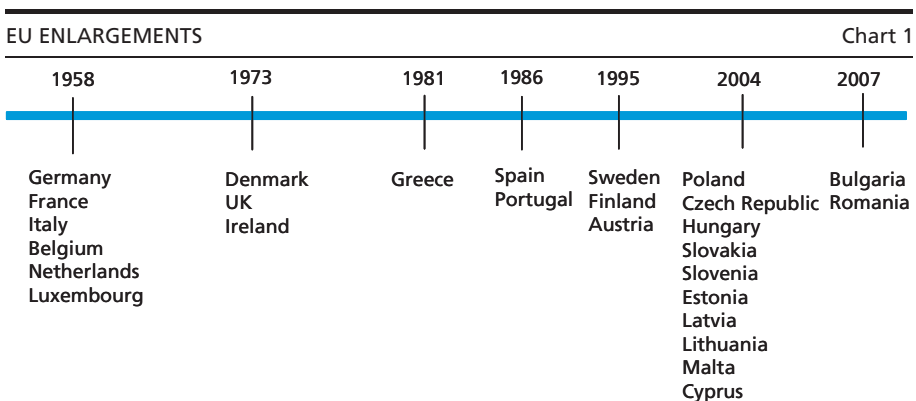 EU ENLARGEMENTS Chart 1
1958 1973 1981 1986 1995 2004 2007
Germany
France
Italy
Belgium
Netherlands
Luxembourg
Denmark
UK
Ireland
Greece
Spain
Portugal
Sweden
Finland
Austria
Poland
Czech Republic
Hungary
Slovakia
Slovenia
Estonia
Latvia
Lithuania
Malta
Cyprus
Bulgaria
Romania